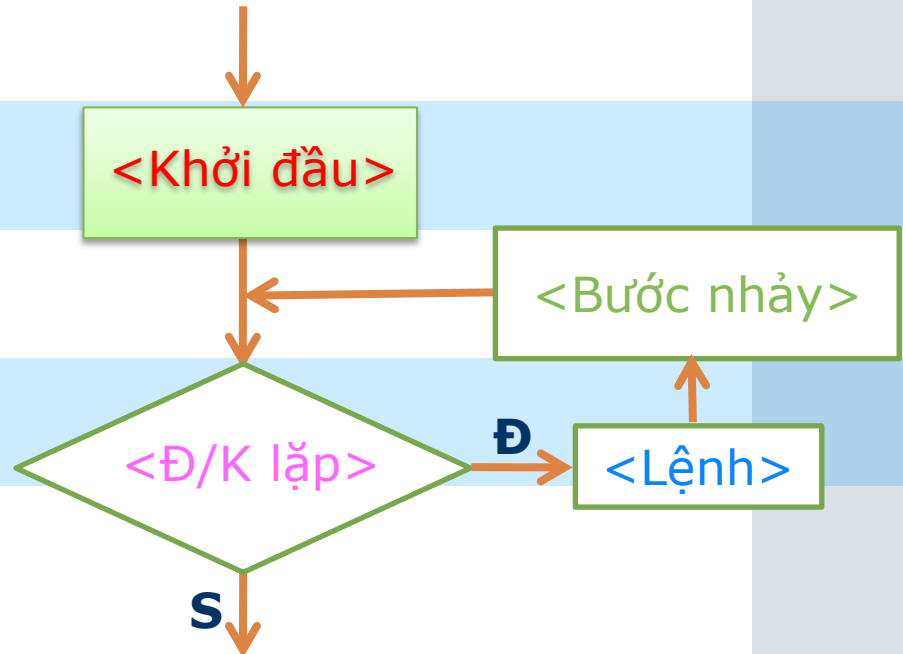 <Khởi đầu>
<Bước nhảy>
<Đ/K lặp>
Đ
<Lệnh>
S